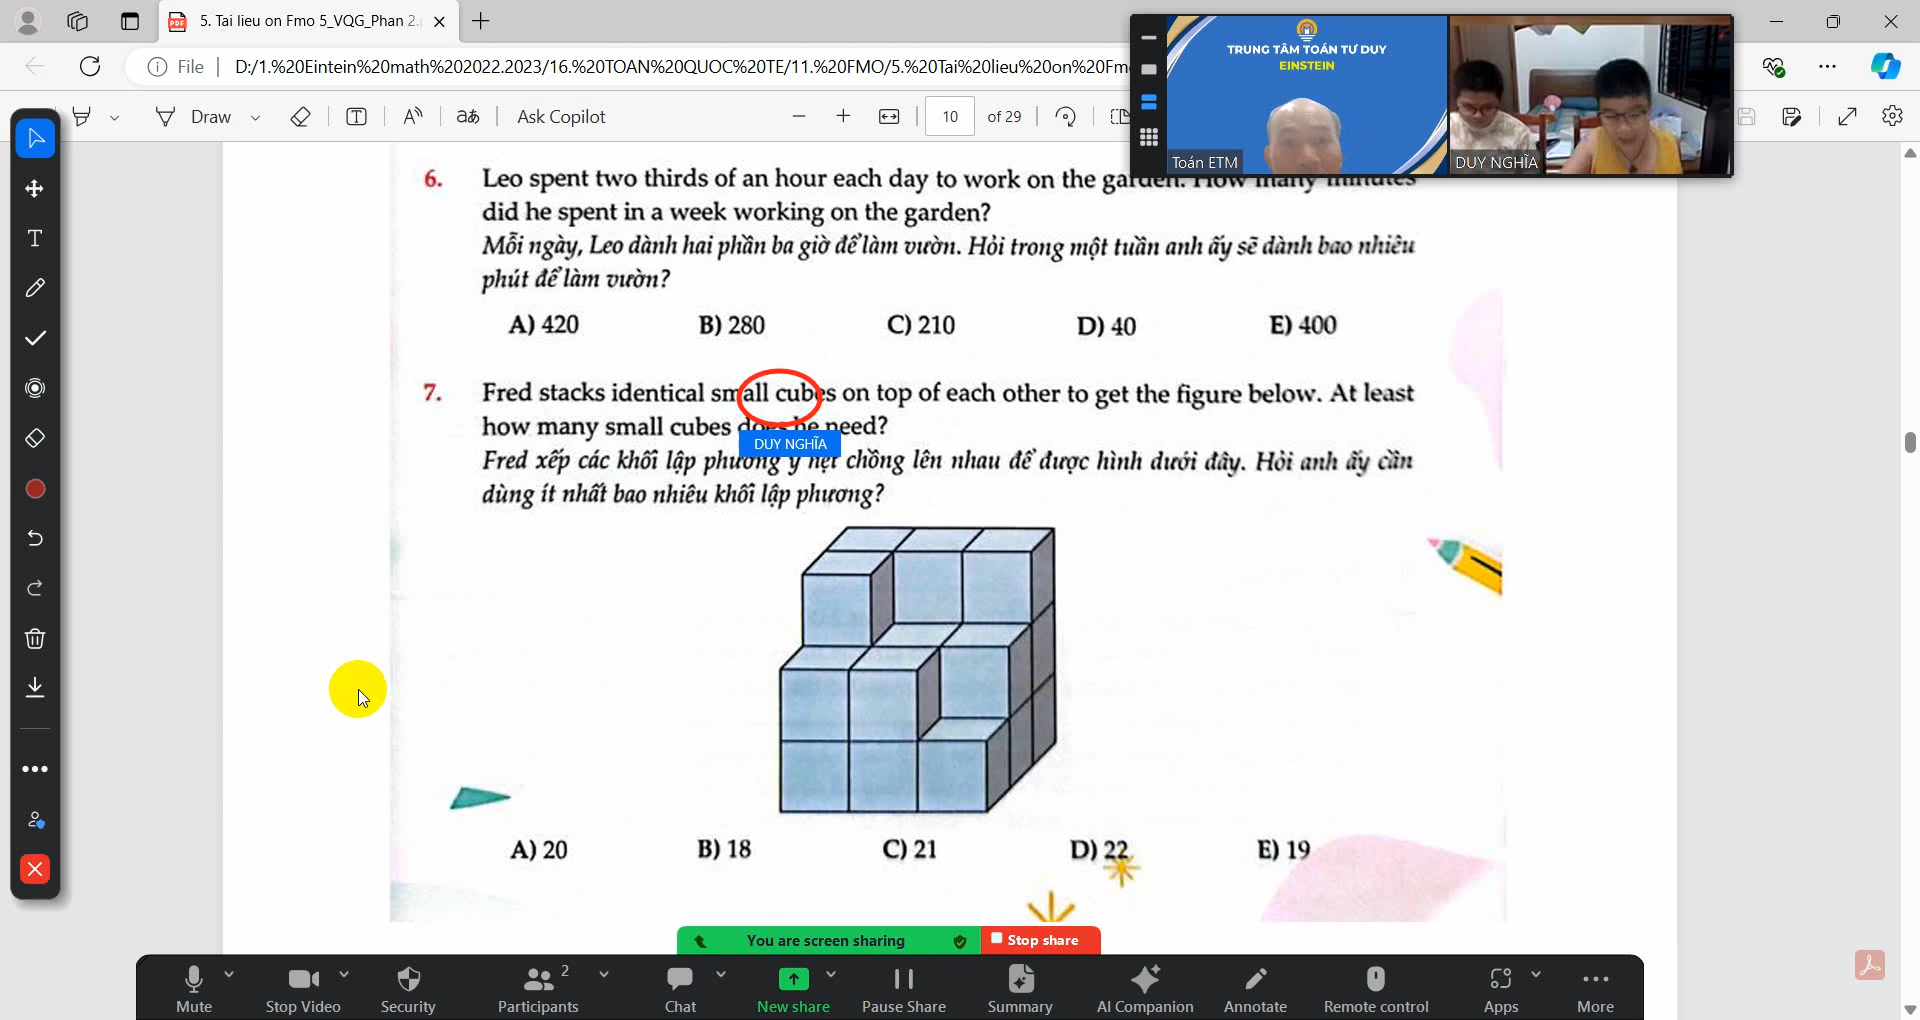 5. Tai lieu on Fmo 5_VQG_Phan 2.
File
D:/1.%20Eintein%20math%202022.2023/16.%20TOAN%20QUOC%20TE/11.%20FMO/5.%20Tai%20lieu%20on%20Fm
Draw
Ask Copilot
10 of 29
TRUNG TÂM TOÁN TƯ DUY
EINSTEIN
Toán ETM
DUY NGHĨA
6. Leo spent two thirds of an hour each day to work on the garden. How many minutes
did he spent in a week working on the garden?
Mỗi ngày, Leo dành hai phần ba giờ để làm vườn. Hỏi trong một tuần anh ấy sẽ dành bao nhiêu
phút để làm vườn?
A) 420 B) 280 C) 210 D) 40 E) 400
7. Fred stacks identical small cubes on top of each other to get the figure below. At least
how many small cubes does he need?
DUY NGHĨA
Fred xếp các khối lập phương y hệt chồng lên nhau để được hình dưới đây. Hỏi anh ấy cần
dùng ít nhất bao nhiêu khối lập phương?
A) 20 B) 18 C) 21 D) 22 E) 19
You are screen sharing
Stop share
Mute
Stop Video
Security
Participants 2
Chat
New share
Pause Share
Summary
AI Companion
Annotate
Remote control
Apps
More